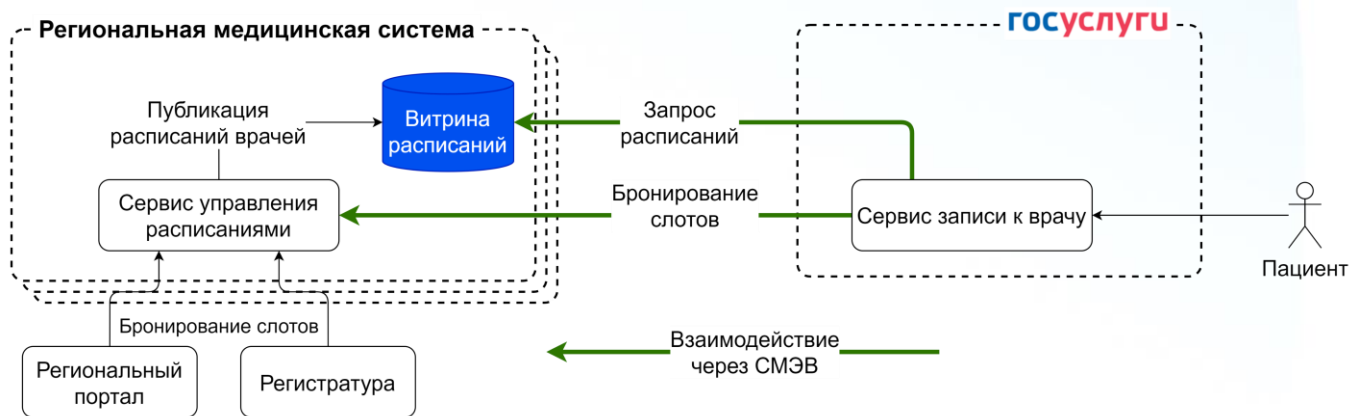 госуслуги
Региональная медицинская система
Публикация
расписаний врачей
Витрина
расписаний
Запрос
расписаний
Сервис управления
расписаниями
Бронирование
слотов
Сервис записи к врачу
Пациент
Бронирование слотов
Региональный
портал
Регистратура
Взаимодействие
через СМЭВ